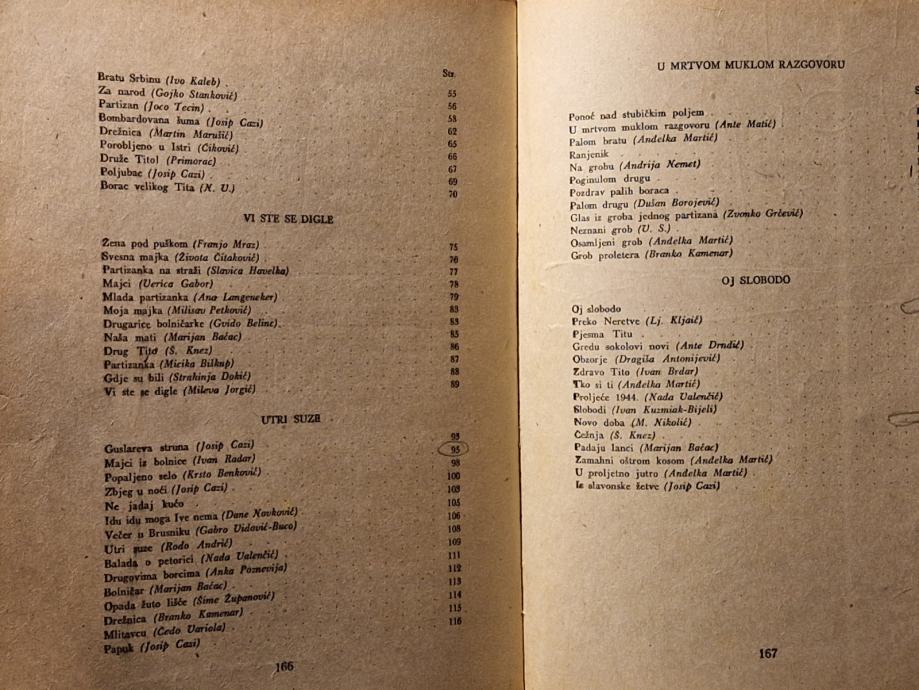 Str.
Bratu Srbinu (Ivo Kaleb) 55
Za narod (Gojko Stanković) 56
Partizan (Joco Tecin) 58
Bombardovana šuma (Josip Cazi) 62
Drežnica (Martin Marušić) 65
Porobljeno u Istri (Ciković) 66
Druže Tito! (Primorac) 67
Poljubac (Josip Cazi) 69
Borac velikog Tita (N. U.) 70
VI STE SE DIGLE
Žena pod puškom (Franjo Mraz) 75
Svesna majka (Života Čitaković) 76
Partizanka na straži (Slavica Havelka) 77
Majci (Verica Gabor) 78
Mlada partizanka (Ana Langeneker) 79
Moja majka (Milisav Petković) 83
Drugarice bolničarke (Gvido Beline) 83
Naša mati (Marijan Baćac) 85
Drug Tito (Š. Knez) 86
Partizanka (Micika Bilkup) 87
Gdje su bili (Strahinja Dokić) 88
Vi ste se digle (Mileva Jorgić) 89
UTRI SUZE
Guslareva struna (Josip Cazi) 93
Majci iz bolnice (Ivan Radar) 95
Popaljeno selo (Krsto Benković) 98
Zbjeg u noći (Josip Cazi) 100
Ne jadaj kućo 103
Idu idu moga Ive nema (Dane Novković) 105
Večer u Brusniku (Gabro Vidović-Buco) 106
Utri suze (Rodo Andrić) 108
Balada o petorici (Nada Valenčić) 109
Drugovima borcima (Anka Poznevija) 111
Bolničar (Marijan Baćac) 112
Opada žuto lišće (Šime Županović) 113
Drežnica (Branko Kamenar) 114
Mlitavcu (Čedo Variola) 115
Papuk (Josip Cazi) 116
166
U MRTVOM MUKLOM RAZGOVORU
Ponoć nad stubičkim poljem
U mrtvom muklom razgovoru (Ante Matić)
Palom bratu (Anđelka Martić)
Ranjenik
Na grobu (Andrija Nemet)
Poginulom drugu
Pozdrav palih boraca
Palom drugu (Dušan Borojević)
Glas iz groba jednog partizana (Zvonko Grčević)
Neznani grob (U. S.)
Osamljeni grob (Anđelka Martić)
Grob proletera (Branko Kamenar)
OJ SLOBODO
Oj slobodo
Preko Neretve (Lj. Kljaić)
Pjesma Titu
Gredu sokolovi novi (Ante Drndić)
Obzorje (Dragiša Antonijević)
Zdravo Tito (Ivan Brdar)
Tko si ti (Anđelka Martić)
Proljeće 1944. (Nada Valenčić)
Slobodi (Ivan Kuzmiak-Bijeli)
Novo doba (M. Nikolić)
Čežnja (Š. Knez)
Padaju lanci (Marijan Baćac)
Zamahni oštrom kosom (Anđelka Martić)
U proljetno jutro (Anđelka Martić)
Iz slavonske žetve (Josip Cazi)
167